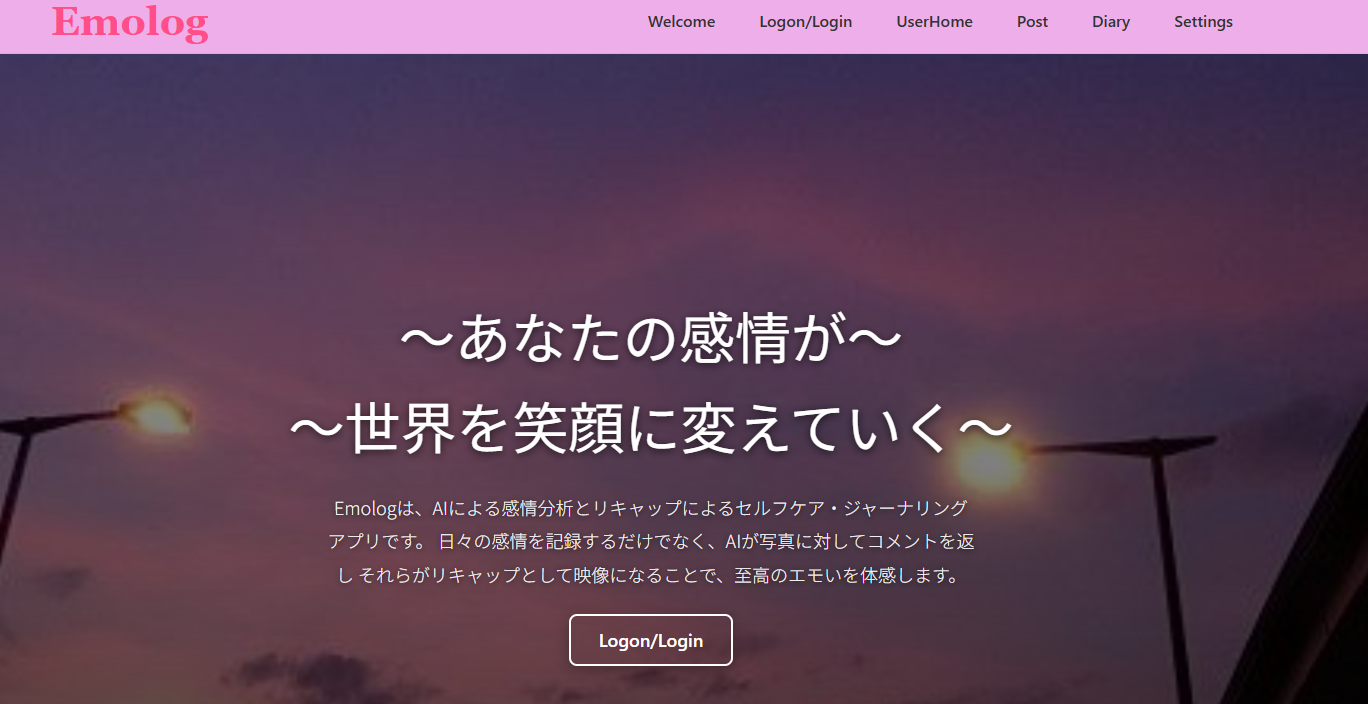 Emolog
Welcome Logon/Login UserHome Post Diary Settings
～あなたの感情が～
～世界を笑顔に変えていく～
Emologは、AIによる感情分析とリキャップによるセルフケア・ジャーナリング
アプリです。 日々の感情を記録するだけでなく、AIが写真に対してコメントを返
し それらがリキャップとして映像になることで、至高のエモいを体感します。
Logon/Login